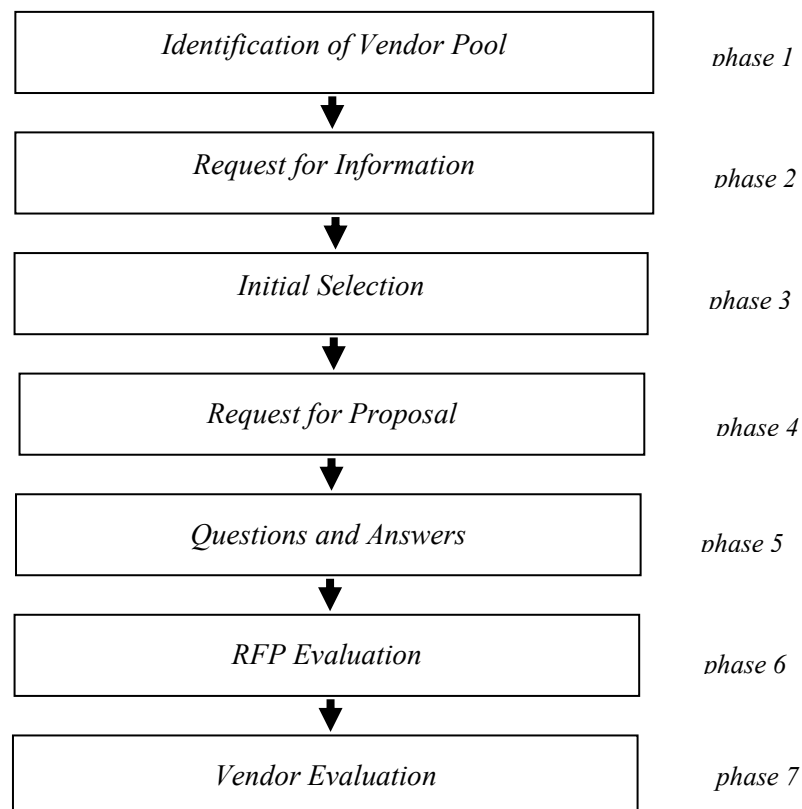 Identification of Vendor Pool phase 1
Request for Information phase 2
Initial Selection phase 3
Request for Proposal phase 4
Questions and Answers phase 5
RFP Evaluation phase 6
Vendor Evaluation phase 7